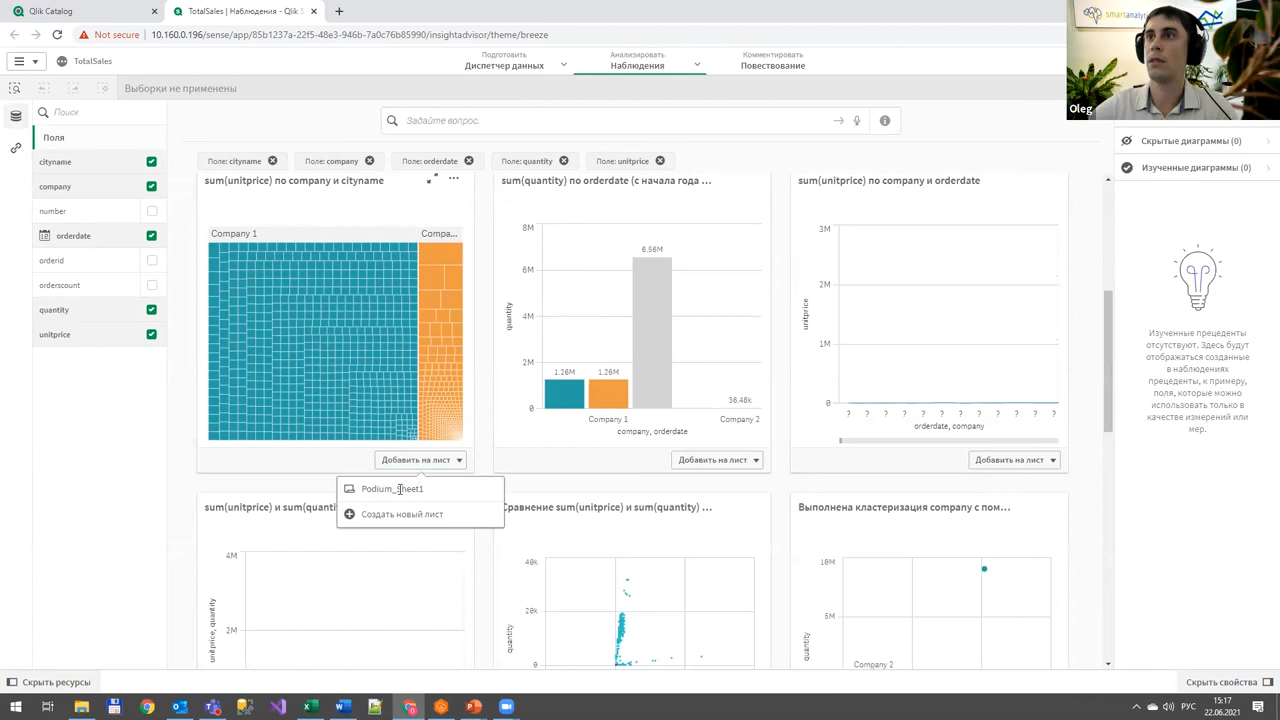 Qlik Catalog
TotalSales | Наблюдения - Qlik S
Not secure
10.160.0.196/sense/app/85b1237a-22f5-48e3-946b-7
insightadvisor/theme/breeze
smartanaly
TotalSales
Подготовить
Диспетчер данных
Анализировать
Наблюдения
Комментировать
Повествование
Выборки не применены
Oleg
Поиск
Задайте вопрос.
Поля
cityname
company
number
orderdate
orderid
orderscount
quantity
unitprice
Поле: cityname
Поле: company
Поле: orderdate
Поле: quantity
Поле: unitprice
Скрытые диаграммы (0)
Изученные диаграммы (0)
sum(unitprice) по company и cityname
Company 1
Compa...
Добавить на лист
Podium_Sheet1
Создать новый лист
sum(quantity) по orderdate (с начала года ...
8M
6M
4M
2M
0
quantity
1.26M
1.26M
6.56M
36.48k
Company 1
Company 2
company, orderdate
Добавить на лист
sum(unitprice) по company и orderdate
3M
2M
1M
0
unitprice
? ? ? ? ? ? ? ? ? ?
orderdate, company
Добавить на лист
Изученные прецеденты
отсутствуют. Здесь будут
отображаться созданные
в наблюдениях
прецеденты, к примеру,
поля, которые можно
использовать только в
качестве измерений или
мер.
sum(unitprice) и sum(quanti
4M
2M
unitprice, quantity
Сравнение sum(unitprice) и sum(quantity) ...
40k
20k
0
quantity
Выполнена кластеризация company с пом...
10M
5M
quantity
Company 2
Скрыть ресурсы
Скрыть свойства
РУС
15:17
22.06.2021